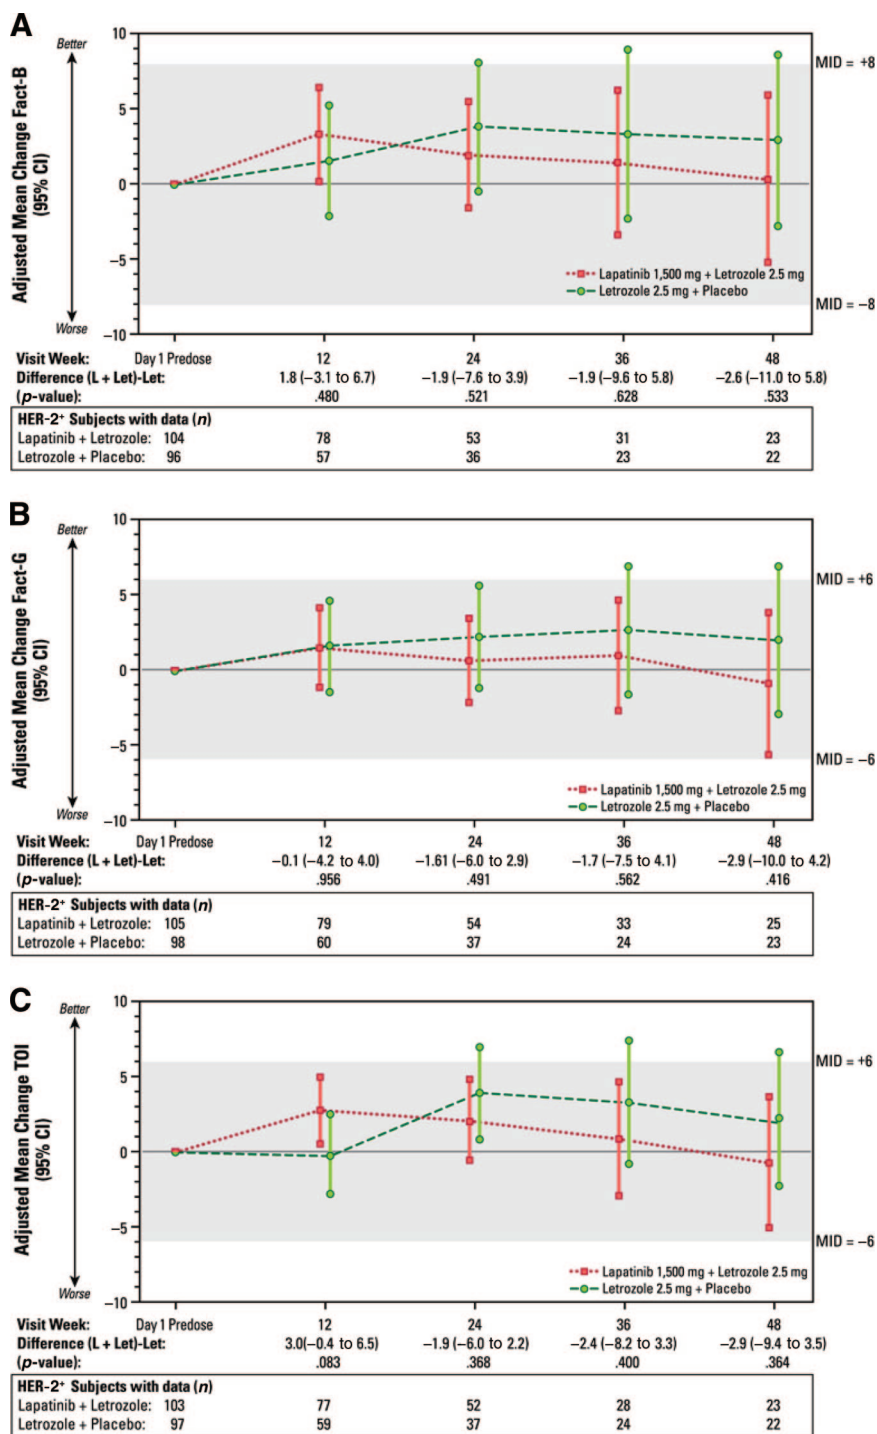 A
Better
Adjusted Mean Change Fact-B
(95% CI)
Worse
10
5
0
−5
−10
MID = +8
MID = −8
Lapatinib 1,500 mg + Letrozole 2.5 mg
Letrozole 2.5 mg + Placebo
Visit Week: Day 1 Predose 12 24 36 48
Difference (L + Let)-Let: 1.8 (−3.1 to 6.7) −1.9 (−7.6 to 3.9) −1.9 (−9.6 to 5.8) −2.6 (−11.0 to 5.8)
(p-value): .480 .521 .628 .533
HER-2+ Subjects with data (n)
Lapatinib + Letrozole: 104 78 53 31 23
Letrozole + Placebo: 96 57 36 23 22
B
Better
Adjusted Mean Change Fact-G
(95% CI)
Worse
10
5
0
−5
−10
MID = +6
MID = −6
Lapatinib 1,500 mg + Letrozole 2.5 mg
Letrozole 2.5 mg + Placebo
Visit Week: Day 1 Predose 12 24 36 48
Difference (L + Let)-Let: −0.1 (−4.2 to 4.0) −1.61 (−6.0 to 2.9) −1.7 (−7.5 to 4.1) −2.9 (−10.0 to 4.2)
(p-value): .956 .491 .562 .416
HER-2+ Subjects with data (n)
Lapatinib + Letrozole: 105 79 54 33 25
Letrozole + Placebo: 98 60 37 24 23
C
Better
Adjusted Mean Change TOI
(95% CI)
Worse
10
5
0
−5
−10
MID = +6
MID = −6
Lapatinib 1,500 mg + Letrozole 2.5 mg
Letrozole 2.5 mg + Placebo
Visit Week: Day 1 Predose 12 24 36 48
Difference (L + Let)-Let: 3.0(−0.4 to 6.5) −1.9 (−6.0 to 2.2) −2.4 (−8.2 to 3.3) −2.9 (−9.4 to 3.5)
(p-value): .083 .368 .400 .364
HER-2+ Subjects with data (n)
Lapatinib + Letrozole: 103 77 52 28 23
Letrozole + Placebo: 97 59 37 24 22